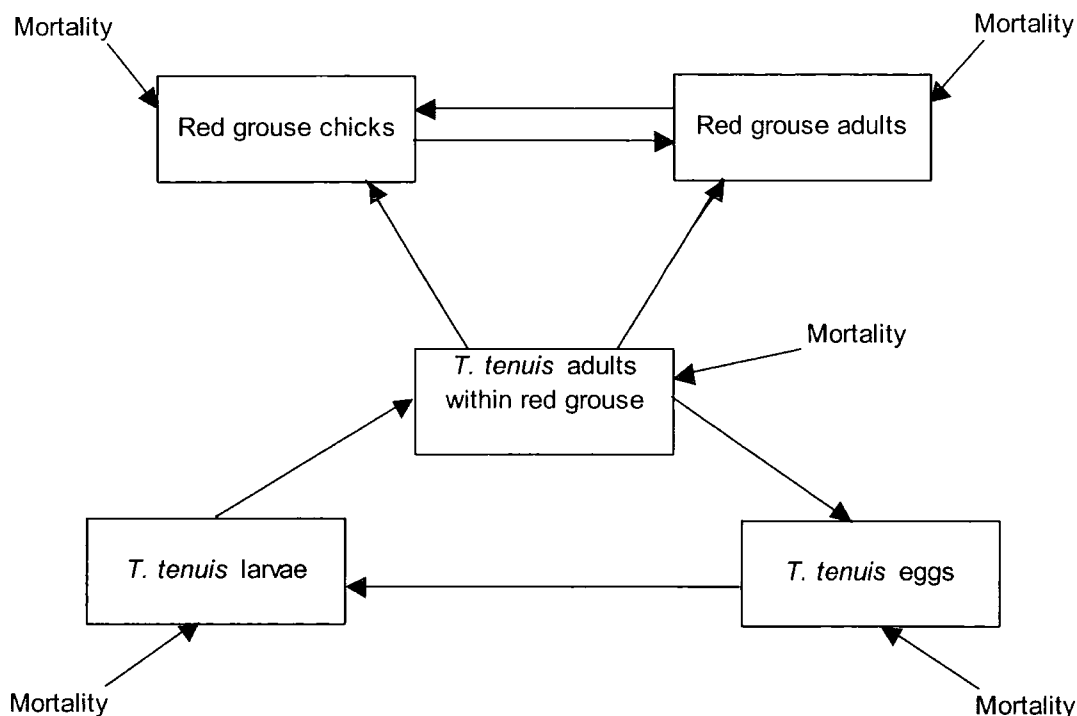 Mortality
Mortality
Red grouse chicks
Red grouse adults
T. tenuis adults
within red grouse
Mortality
T. tenuis larvae
T. tenuis eggs
Mortality
Mortality